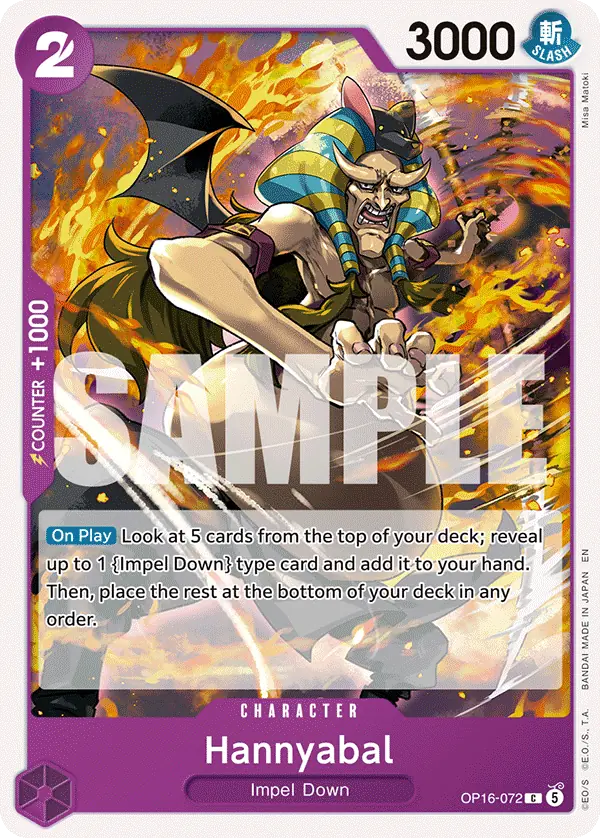 2
3000
斬
SLASH
Misa Matoki
COUNTER +1000
SAMPLE
On Play Look at 5 cards from the top of your deck; reveal
up to 1 {Impel Down} type card and add it to your hand.
Then, place the rest at the bottom of your deck in any
order.
CHARACTER
Hannyabal
Impel Down
OP16-072 C 5
©E.O./S., T.A. BANDAI MADE IN JAPAN EN
©EO/S